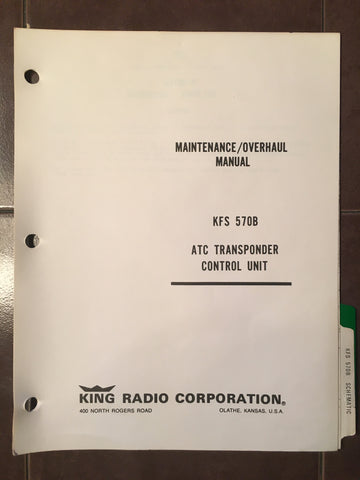 MAINTENANCE/OVERHAUL
MANUAL
KFS 570B
ATC TRANSPONDER
CONTROL UNIT
KFS 570B SCHEMATIC
KING RADIO CORPORATION®
400 NORTH ROGERS ROAD OLATHE, KANSAS, U.S.A.